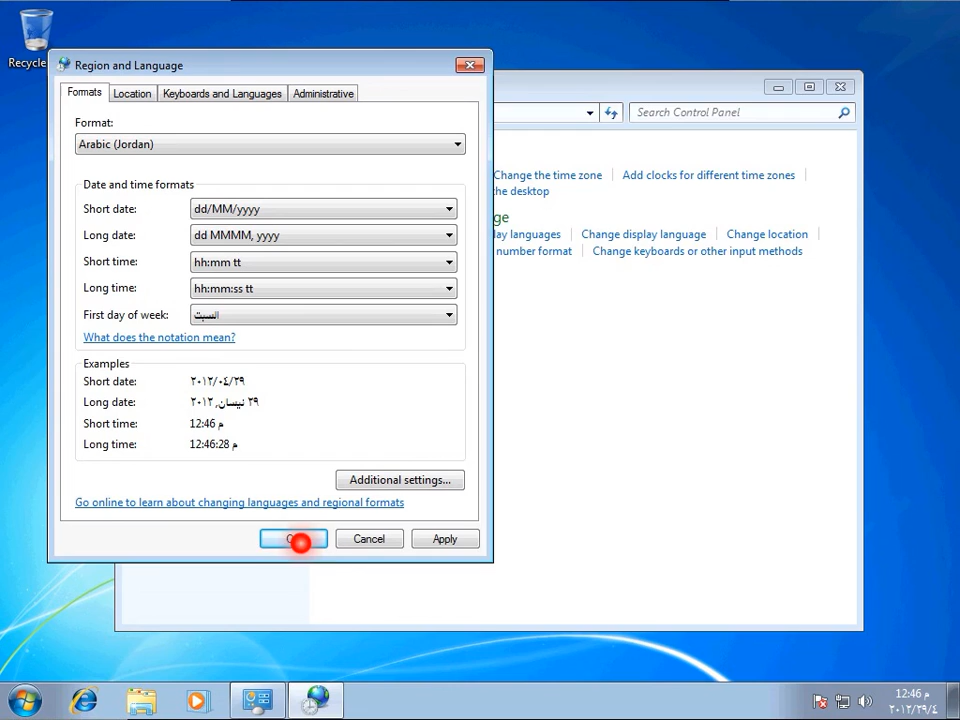 Recycle
Region and Language
Formats
Location
Keyboards and Languages
Administrative
Search Control Panel
Format:
Arabic (Jordan)
Change the time zone
Add clocks for different time zones
the desktop
Date and time formats
Short date:
dd/MM/yyyy
ge
Long date:
dd MMMM, yyyy
lay languages
Change display language
Change location
number format
Change keyboards or other input methods
Short time:
hh:mm tt
Long time:
hh:mm:ss tt
First day of week:
السبت
What does the notation mean?
Examples
Short date:
٢٠١٢/٠٤/٢٩
Long date:
٢٩ نيسان, ٢٠١٢
Short time:
12:46 م
Long time:
12:46:28 م
Additional settings...
Go online to learn about changing languages and regional formats
Cancel
Apply
12:46 م
٢٠١٢/٢٩/٤